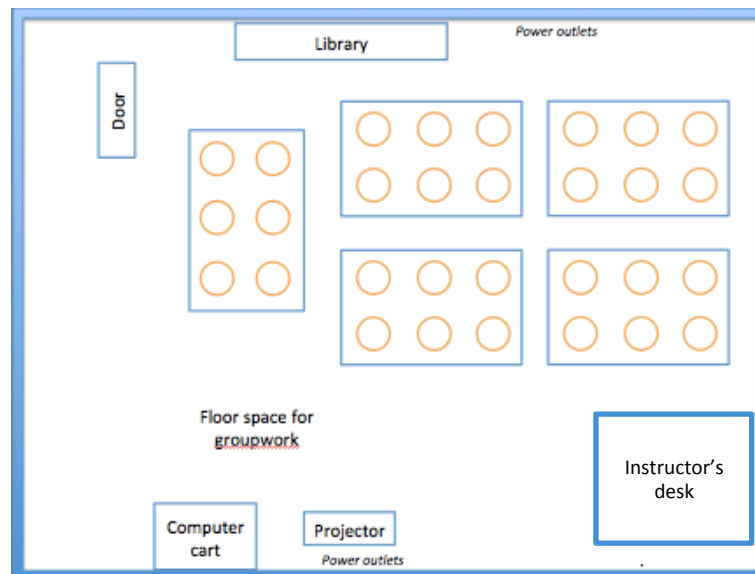 Library
Power outlets
Door
Floor space for
groupwork
Instructor’s
desk
Computer
cart
Projector
Power outlets